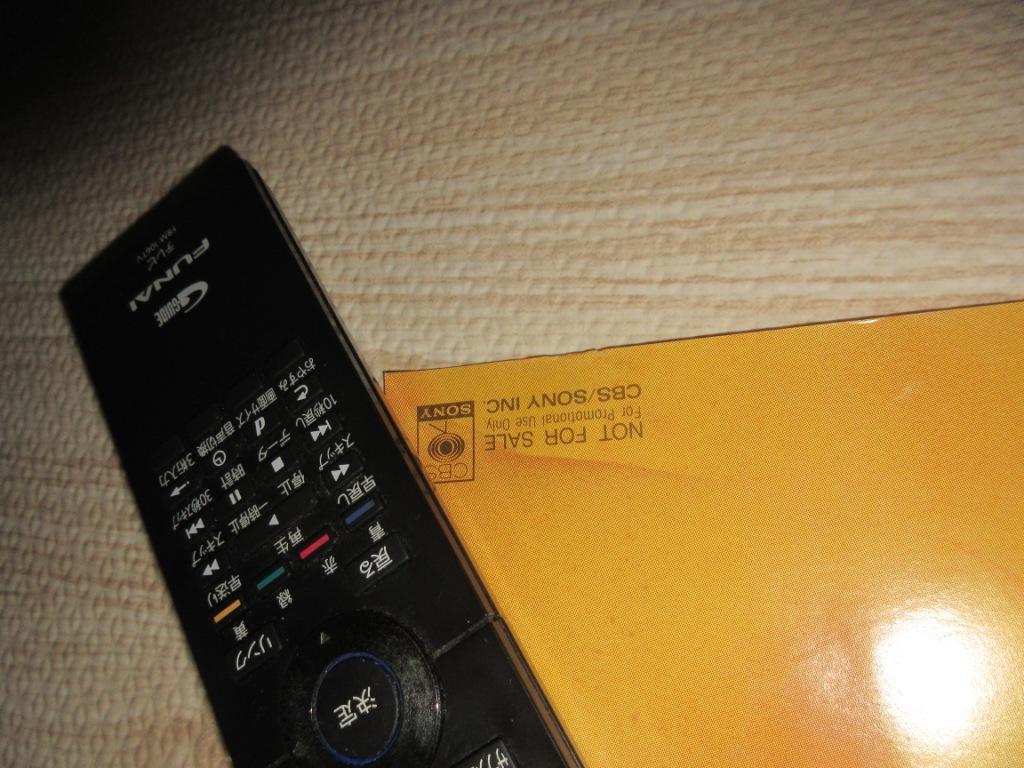 NOT FOR SALE
For Promotional Use Only.
CBS/SONY INC.
CBS
SONY
決定
リンク
戻る
黄
緑
赤
青
早送り
再生
早戻し
スキップ
一時停止
停止
スキップ
30秒スキップ
時計
データ
10秒戻し
3桁入力
音声切換
画面サイズ
おやすみ
d
G GUIDE
FUNAI
テレビ